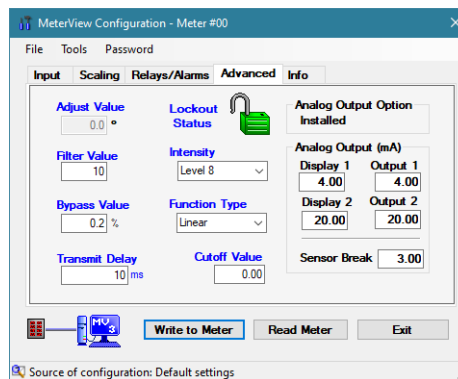 MeterView Configuration - Meter #00
File Tools Password
Input Scaling Relays/Alarms Advanced Info
Adjust Value
0.0 °
Filter Value
10
Bypass Value
0.2 %
Transmit Delay
10 ms
Lockout
Status
Intensity
Level 8
Function Type
Linear
Cutoff Value
0.00
Analog Output Option
Installed
Analog Output (mA)
Display 1 Output 1
4.00 4.00
Display 2 Output 2
20.00 20.00
Sensor Break 3.00
MV
3
Write to Meter Read Meter Exit
Source of configuration: Default settings